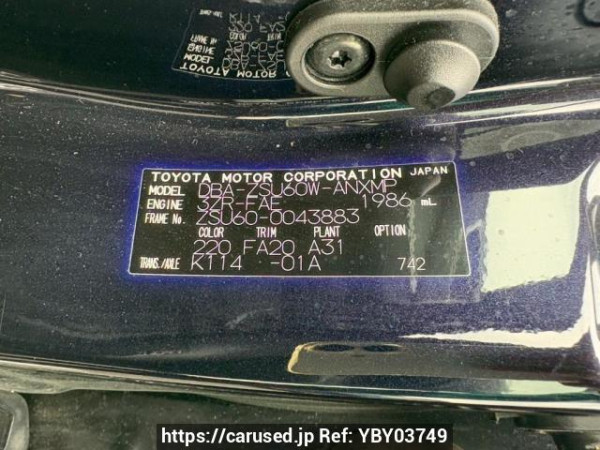 TOYOTA MOTOR CORPORATION JAPAN
MODEL DBA-ZSU60W-ANXMP
ENGINE 3ZR-FAE 1986 mL
FRAME No. ZSU60-0043883
COLOR TRIM PLANT OPTION
220 FA20 A31
TRANS./AXLE K114 -01A 742
https://carused.jp Ref: YBY03749